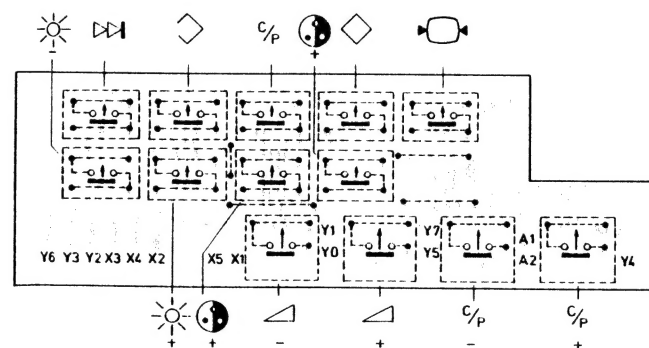 C/P
- +
Y1 Y7 A1
Y6 Y3 Y2 X3 X4 X2 X5 X1 Y0 Y5 A2 Y4
C/P C/P
+ + - + - +